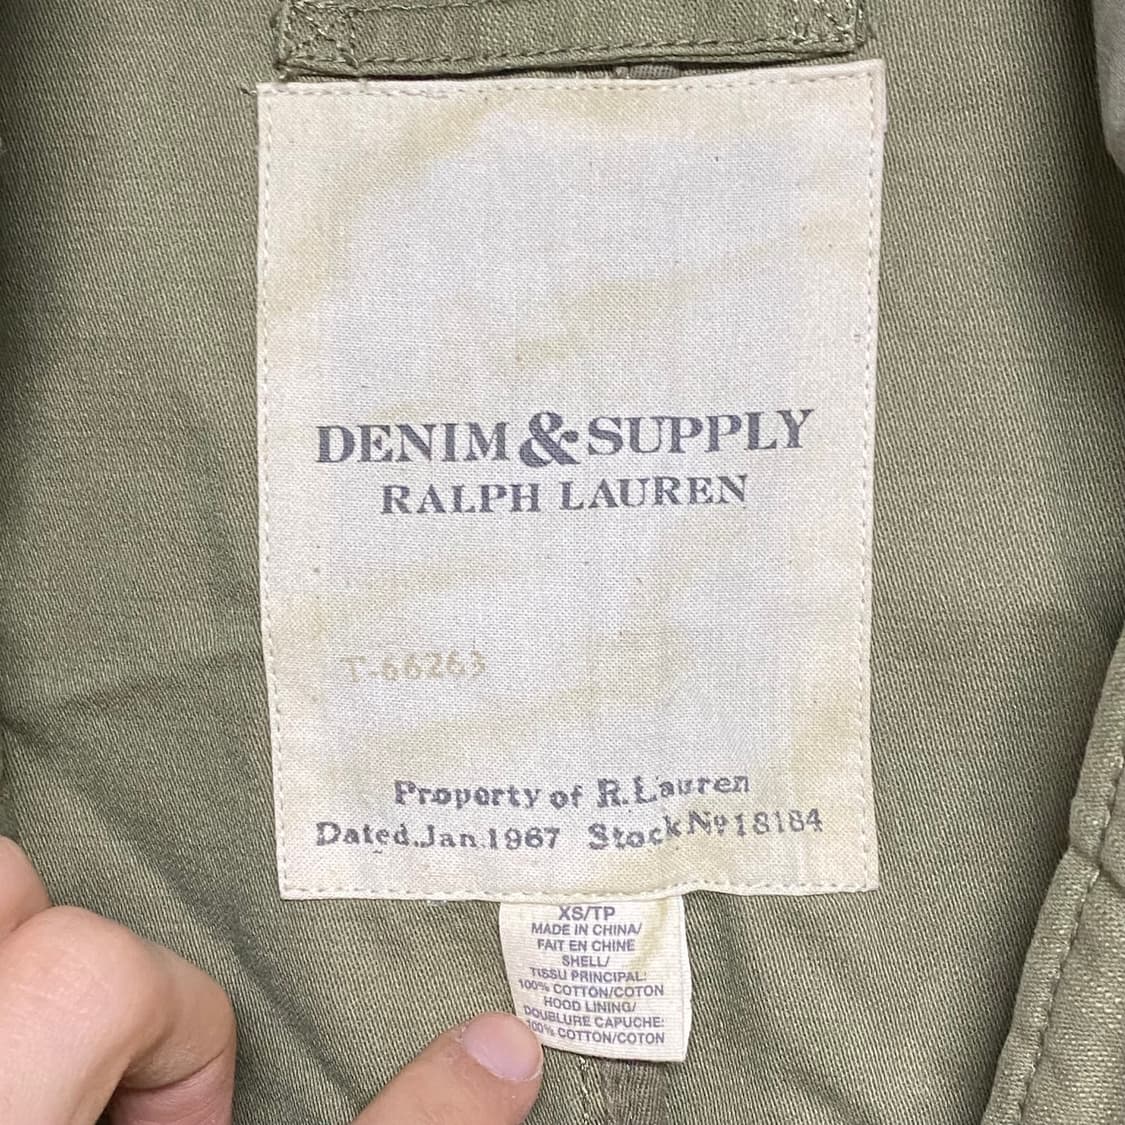 DENIM & SUPPLY
RALPH LAUREN
T-66263
Property of R. Lauren
Dated.Jan.1967 Stock No 18184
XS/TP
MADE IN CHINA/
FAIT EN CHINE
SHELL/
TISSU PRINCIPAL:
100% COTTON/COTON
HOOD LINING/
DOUBLURE CAPUCHE:
100% COTTON/COTON